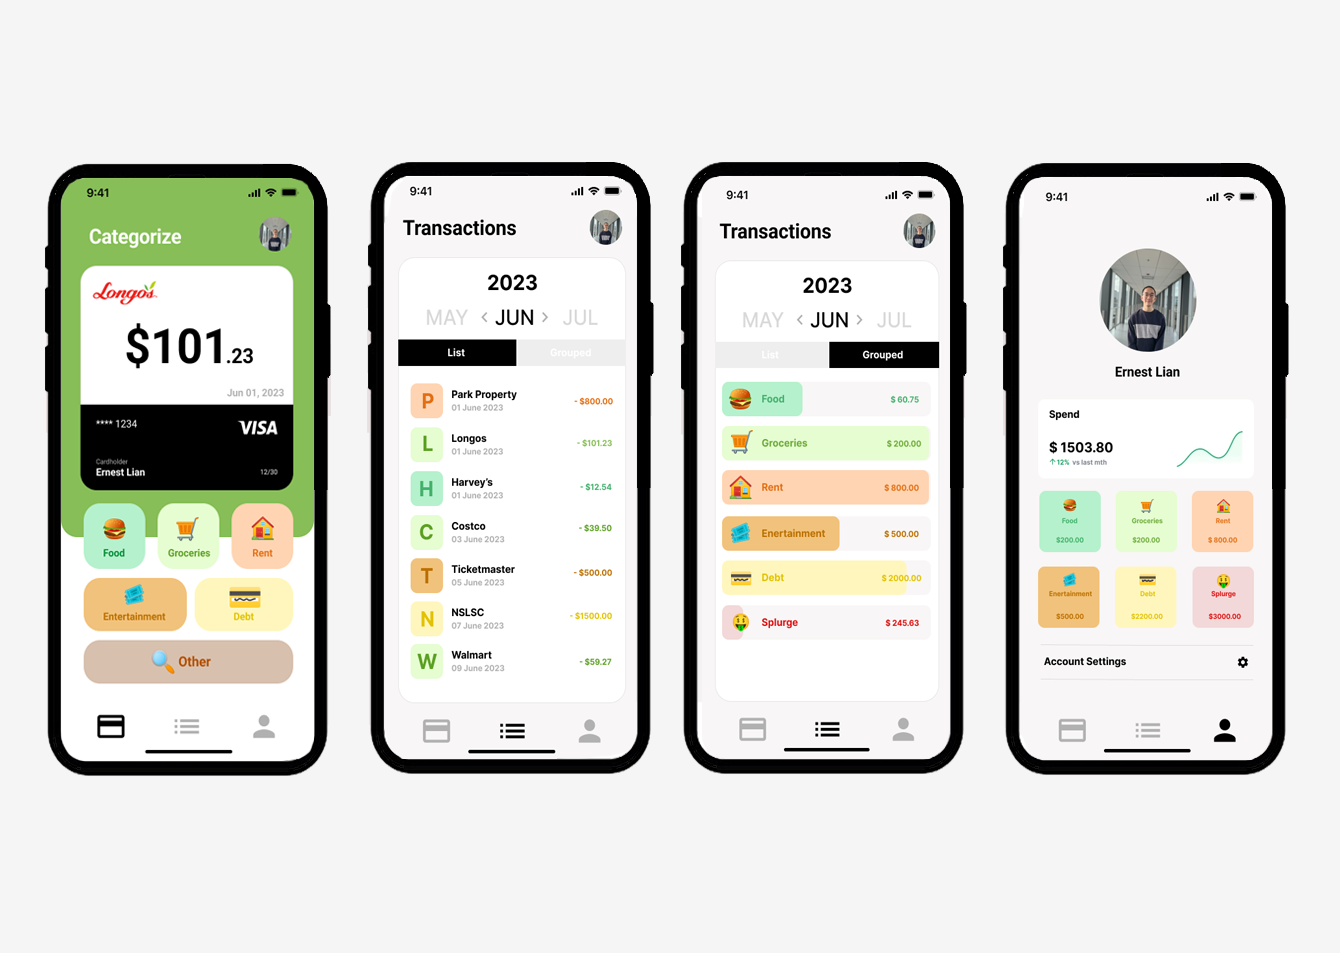 9:41
Categorize
Longo's
$101.23
Jun 01, 2023
**** 1234
VISA
Cardholder
Ernest Lian
12/30
Food
Groceries
Rent
Entertainment
Debt
Other
9:41
Transactions
2023
MAY < JUN > JUL
List Grouped
Park Property
01 June 2023
- $800.00
Longos
01 June 2023
- $101.23
Harvey's
01 June 2023
- $12.54
Costco
03 June 2023
- $39.50
Ticketmaster
05 June 2023
- $500.00
NSLSC
07 June 2023
- $1500.00
Walmart
09 June 2023
- $59.27
P
L
H
C
T
N
W
9:41
Transactions
2023
MAY < JUN > JUL
List Grouped
Food $ 60.75
Groceries $ 200.00
Rent $ 800.00
Enertainment $ 500.00
Debt $ 2000.00
Splurge $ 245.63
9:41
Ernest Lian
Spend
$ 1503.80
↑ 12% vs last mth
Food
$200.00
Groceries
$200.00
Rent
$ 800.00
Enertainment
$500.00
Debt
$2200.00
Splurge
$3000.00
Account Settings